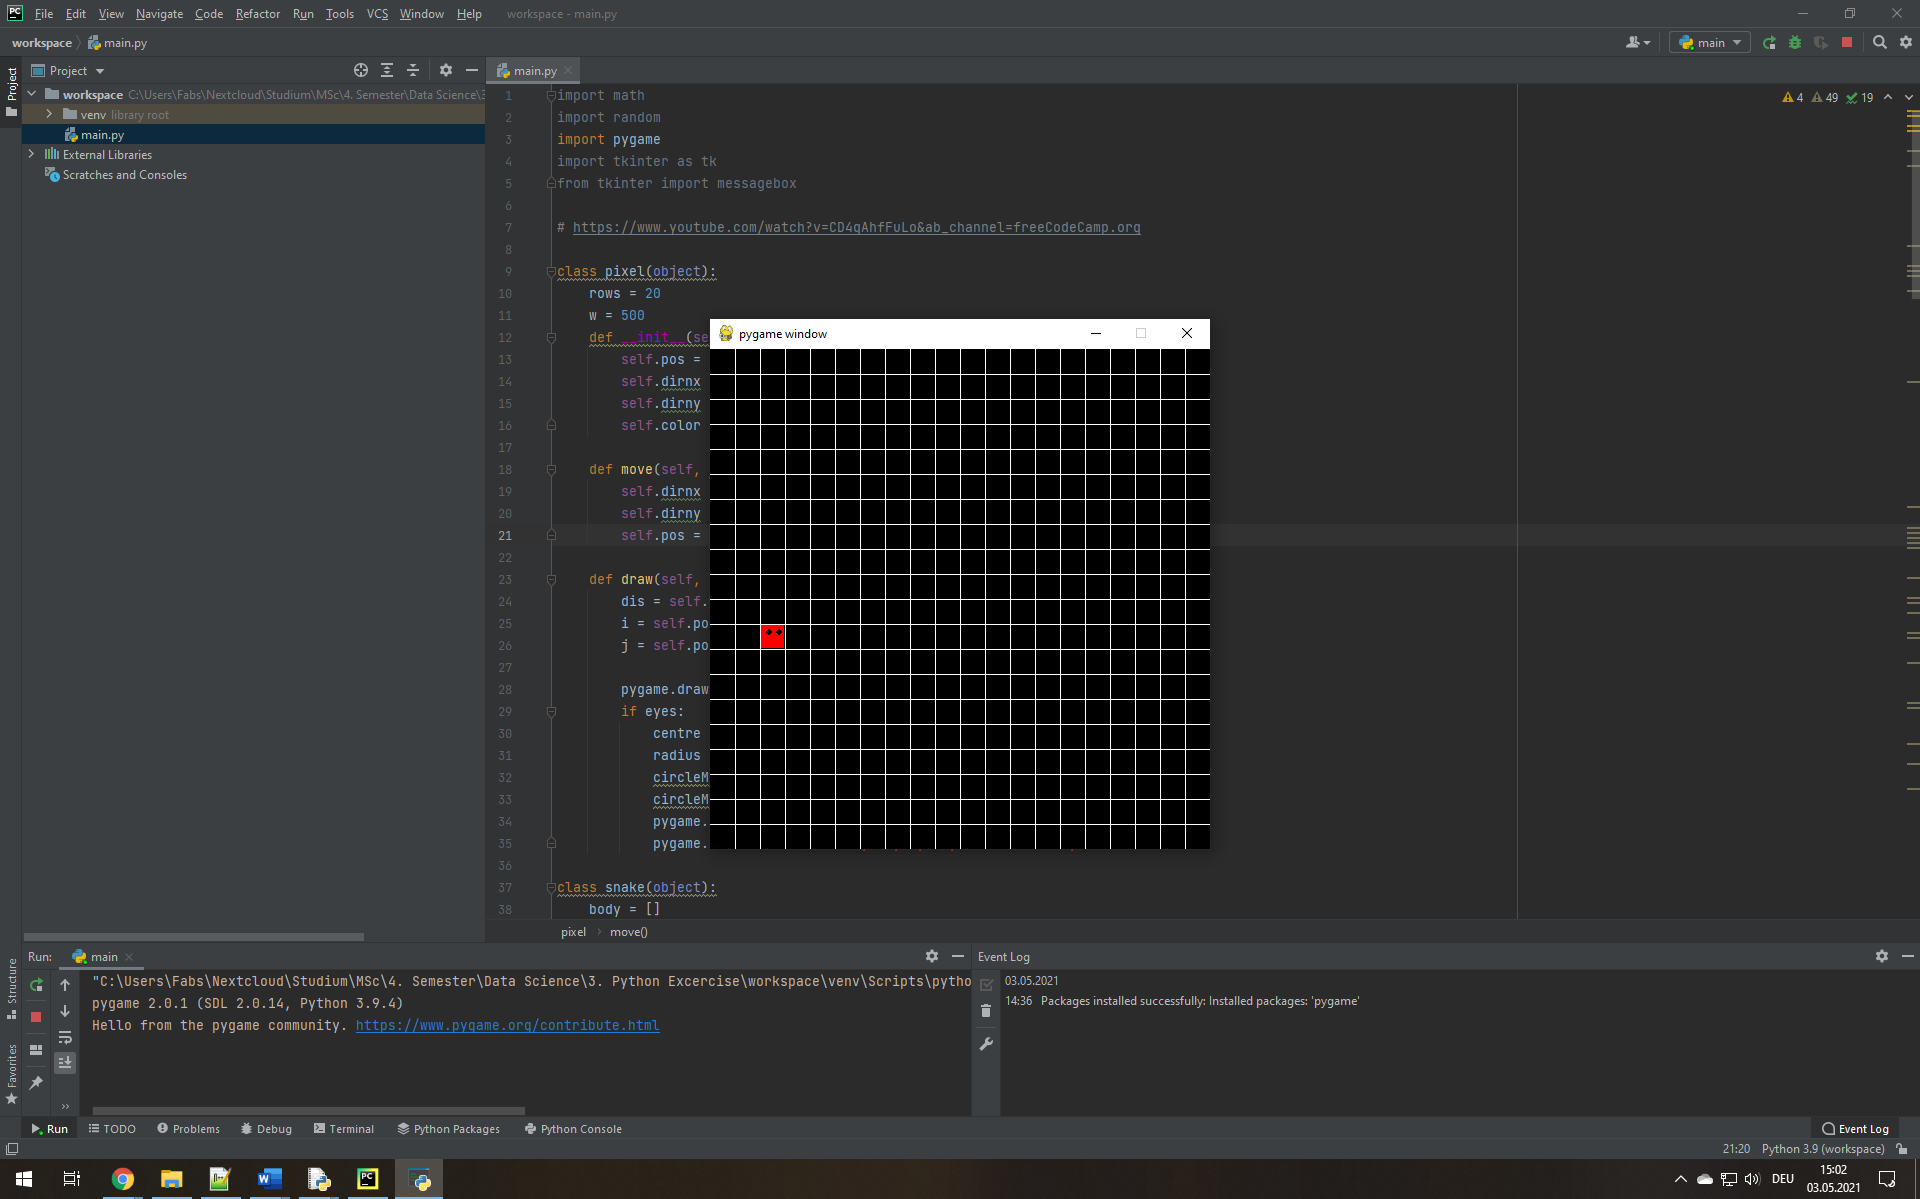 PC File Edit View Navigate Code Refactor Run Tools VCS Window Help workspace - main.py
workspace main.py main
Project
Project
workspace C:\Users\Fabs\Nextcloud\Studium\MSc\4. Semester\Data Science\3
venv library root
main.py
External Libraries
Scratches and Consoles
main.py
4 49 19
1 import math
2 import random
3 import pygame
4 import tkinter as tk
5 from tkinter import messagebox
6
7 # https://www.youtube.com/watch?v=CD4qAhfFuLo&ab_channel=freeCodeCamp.org
8
9 class pixel(object):
10 rows = 20
11 w = 500
12 def __init__(se
13 self.pos =
14 self.dirnx
15 self.dirny
16 self.color
17
18 def move(self,
19 self.dirnx
20 self.dirny
21 self.pos =
22
23 def draw(self,
24 dis = self.
25 i = self.po
26 j = self.po
27
28 pygame.draw
29 if eyes:
30 centre
31 radius
32 circleM
33 circleM
34 pygame.
35 pygame.
36
37 class snake(object):
38 body = []
pygame window
pixel move()
Structure
Favorites
Run: main
"C:\Users\Fabs\Nextcloud\Studium\MSc\4. Semester\Data Science\3. Python Excercise\workspace\venv\Scripts\pytho
pygame 2.0.1 (SDL 2.0.14, Python 3.9.4)
Hello from the pygame community. https://www.pygame.org/contribute.html
Event Log
03.05.2021
14:36 Packages installed successfully: Installed packages: 'pygame'
Run TODO Problems Debug Terminal Python Packages Python Console Event Log
21:20 Python 3.9 (workspace)
DEU
15:02
03.05.2021